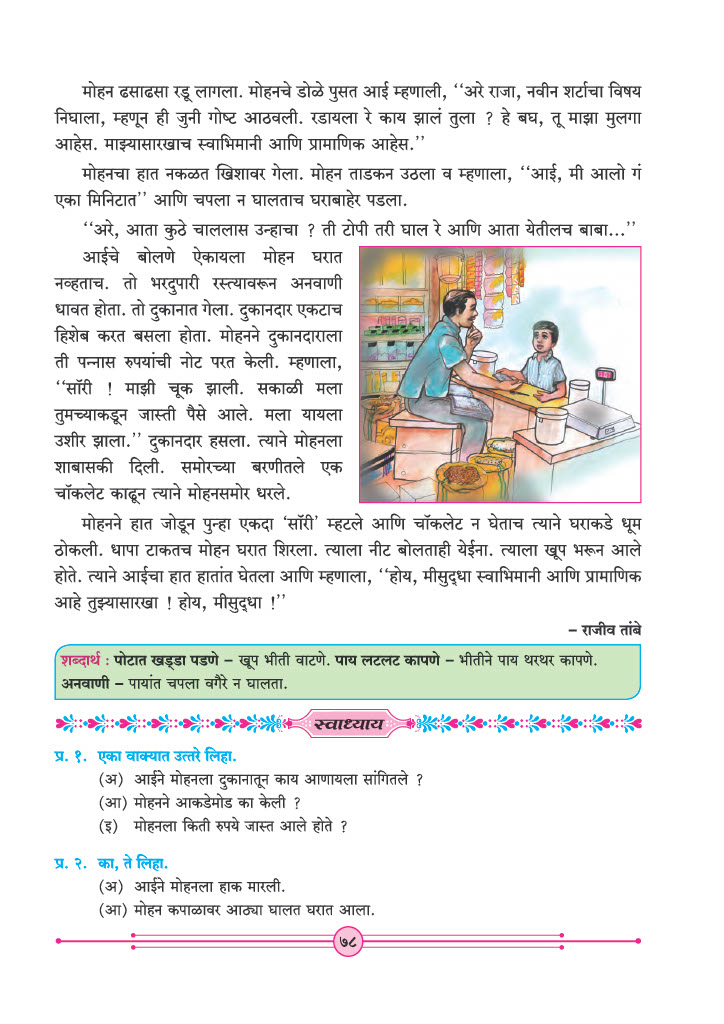 मोहन ढसाढसा रडू लागला. मोहनचे डोळे पुसत आई म्हणाली, ‘‘अरे राजा, नवीन शर्टाचा विषय
निघाला, म्हणून ही जुनी गोष्ट आठवली. रडायला रे काय झालं तुला ? हे बघ, तू माझा मुलगा
आहेस. माझ्यासारखाच स्वाभिमानी आणि प्रामाणिक आहेस.’’
मोहनचा हात नकळत खिशावर गेला. मोहन ताडकन उठला व म्हणाला, ‘‘आई, मी आलो गं
एका मिनिटात’’ आणि चपला न घालताच घराबाहेर पडला.
‘‘अरे, आता कुठे चाललास उन्हाचा ? ती टोपी तरी घाल रे आणि आता येतीलच बाबा...’’
आईचे बोलणे ऐकायला मोहन घरात
नव्हताच. तो भरदुपारी रस्त्यावरून अनवाणी
धावत होता. तो दुकानात गेला. दुकानदार एकटाच
हिशेब करत बसला होता. मोहनने दुकानदाराला
ती पन्नास रुपयांची नोट परत केली. म्हणाला,
‘‘सॉरी ! माझी चूक झाली. सकाळी मला
तुमच्याकडून जास्ती पैसे आले. मला यायला
उशीर झाला.’’ दुकानदार हसला. त्याने मोहनला
शाबासकी दिली. समोरच्या बरणीतले एक
चॉकलेट काढून त्याने मोहनसमोर धरले.
मोहनने हात जोडून पुन्हा एकदा ‘सॉरी’ म्हटले आणि चॉकलेट न घेताच त्याने घराकडे धूम
ठोकली. धापा टाकतच मोहन घरात शिरला. त्याला नीट बोलताही येईना. त्याला खूप भरून आले
होते. त्याने आईचा हात हातांत घेतला आणि म्हणाला, ‘‘होय, मीसुद्धा स्वाभिमानी आणि प्रामाणिक
आहे तुझ्यासारखा ! होय, मीसुद्धा !’’
– राजीव तांबे
शब्दार्थ : पोटात खड्डा पडणे – खूप भीती वाटणे. पाय लटलट कापणे – भीतीने पाय थरथर कापणे.
अनवाणी – पायांत चपला वगैरे न घालता.
स्वाध्याय
प्र. १. एका वाक्यात उत्तरे लिहा.
(अ) आईने मोहनला दुकानातून काय आणायला सांगितले ?
(आ) मोहनने आकडेमोड का केली ?
(इ) मोहनला किती रुपये जास्त आले होते ?
प्र. २. का, ते लिहा.
(अ) आईने मोहनला हाक मारली.
(आ) मोहन कपाळावर आठ्या घालत घरात आला.
७८